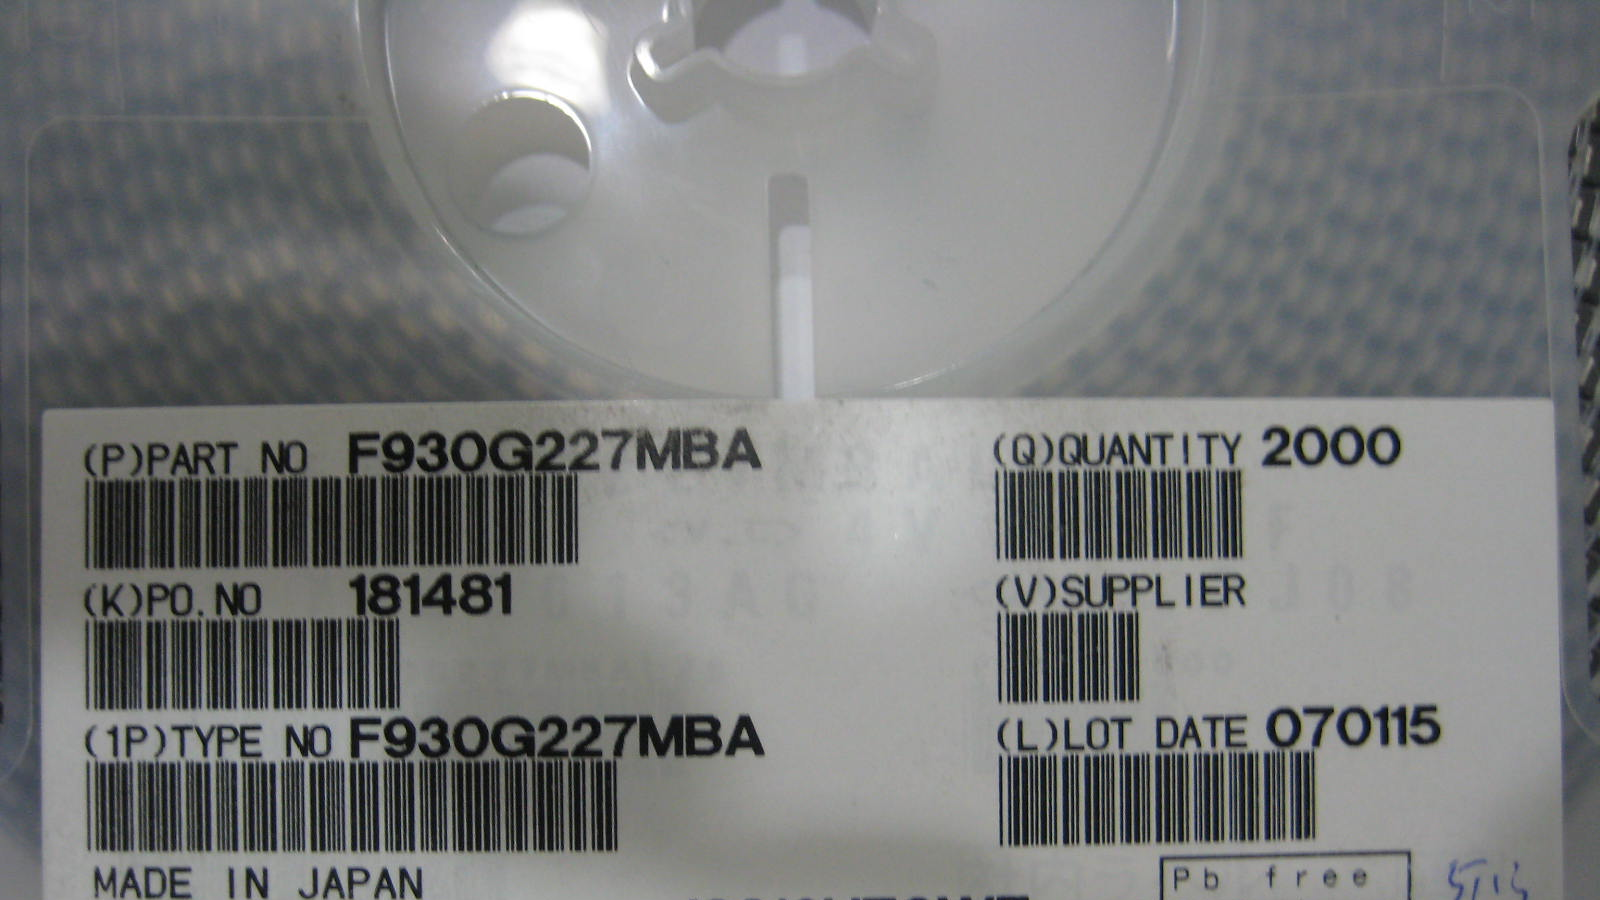 (P)PART NO F930G227MBA
(Q)QUANTITY 2000
(K)PO.NO 181481
(V)SUPPLIER
(1P)TYPE NO F930G227MBA
(L)LOT DATE 070115
MADE IN JAPAN
Pb free